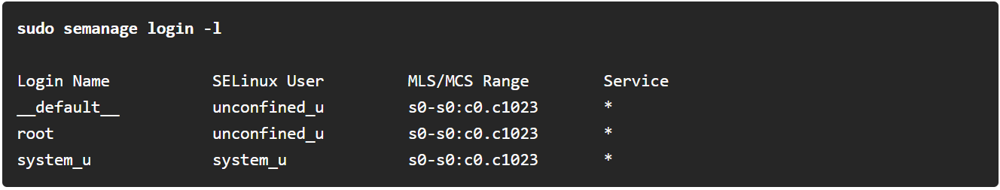 sudo semanage login -l
Login Name SELinux User MLS/MCS Range Service
__default__ unconfined_u s0-s0:c0.c1023 *
root unconfined_u s0-s0:c0.c1023 *
system_u system_u s0-s0:c0.c1023 *